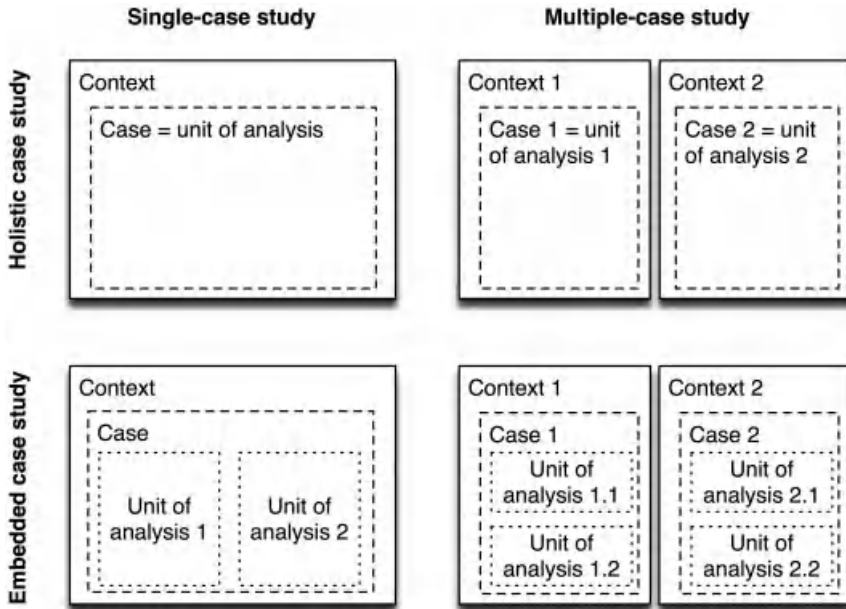 Single-case study
Multiple-case study
Holistic case study
Context
Case = unit of analysis
Context 1
Case 1 = unit
of analysis 1
Context 2
Case 2 = unit
of analysis 2
Embedded case study
Context
Case
Unit of
analysis 1
Unit of
analysis 2
Context 1
Case 1
Unit of
analysis 1.1
Unit of
analysis 1.2
Context 2
Case 2
Unit of
analysis 2.1
Unit of
analysis 2.2